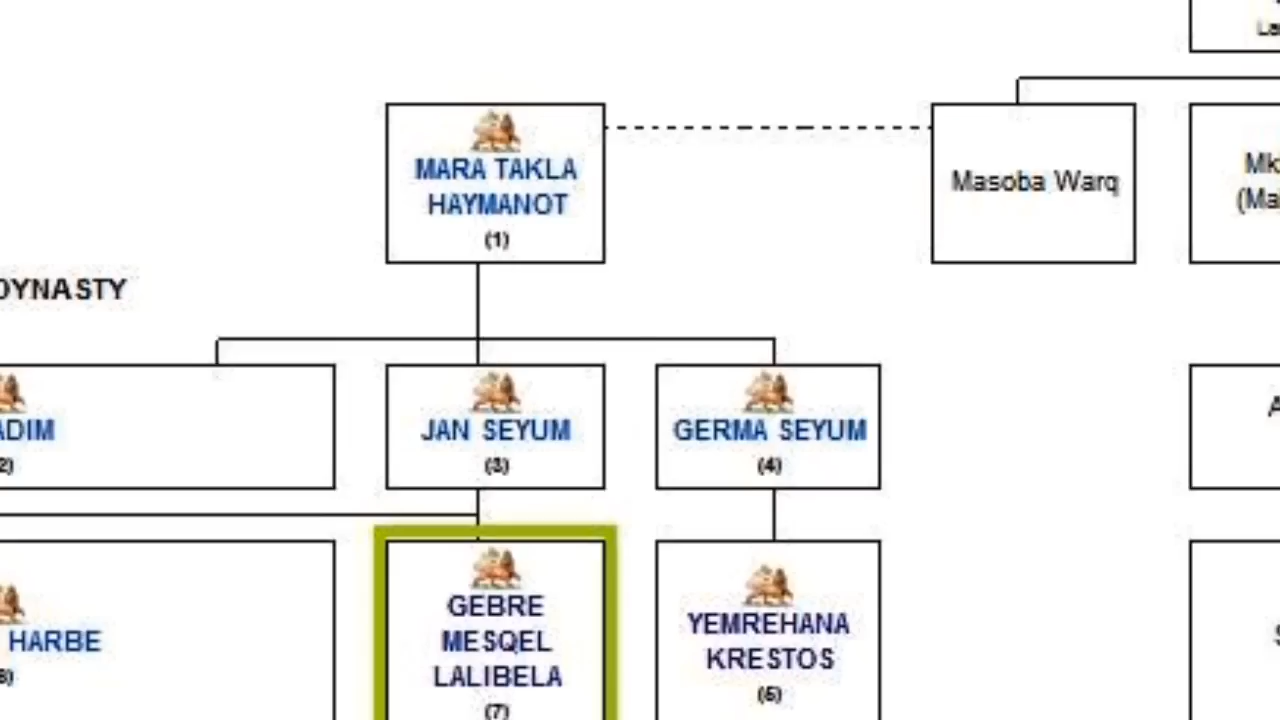 MARA TAKLA
HAYMANOT
(1)
Masoba Warq
DYNASTY
ADIM
JAN SEYUM
(3)
GERMA SEYUM
(4)
HARBE
GEBRE
MESQEL
LALIBELA
(7)
YEMREHANA
KRESTOS
(5)